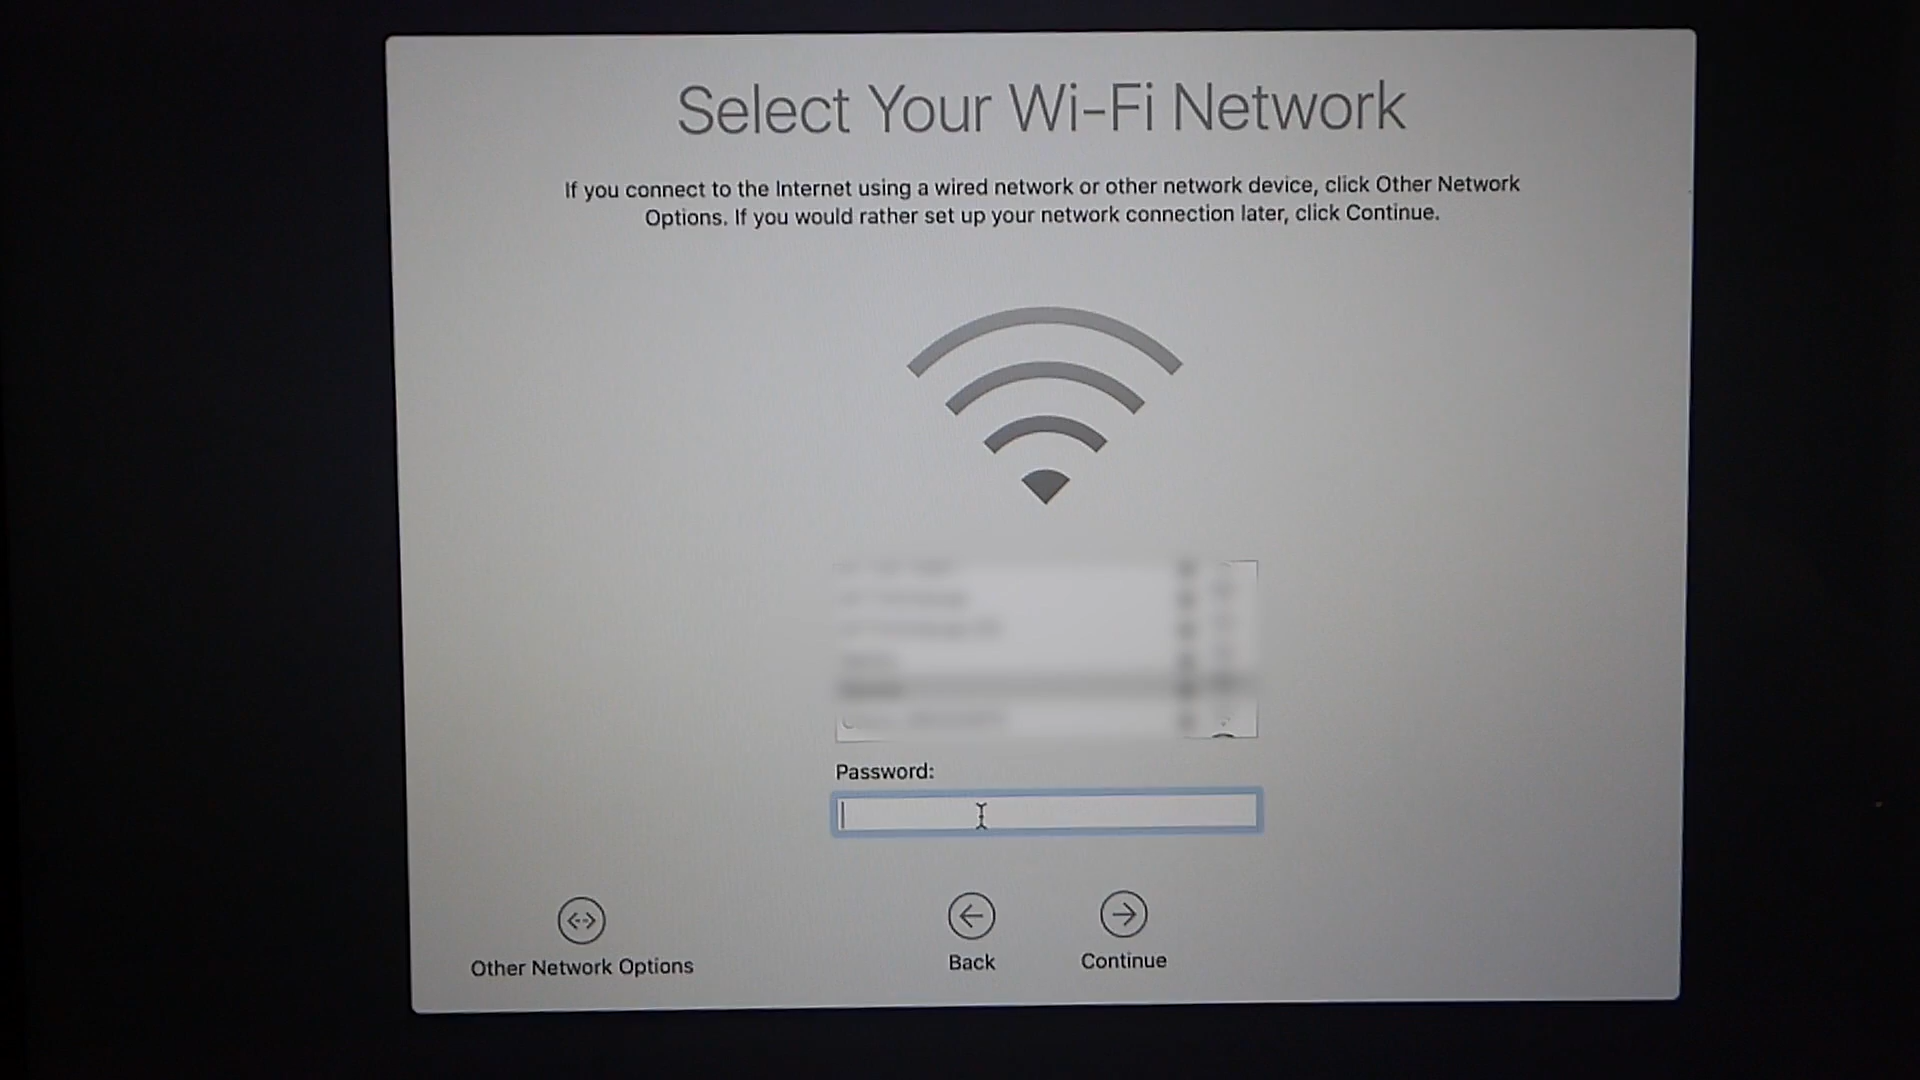 Select Your Wi-Fi Network
If you connect to the Internet using a wired network or other network device, click Other Network
Options. If you would rather set up your network connection later, click Continue.
Password:
Other Network Options
Back
Continue